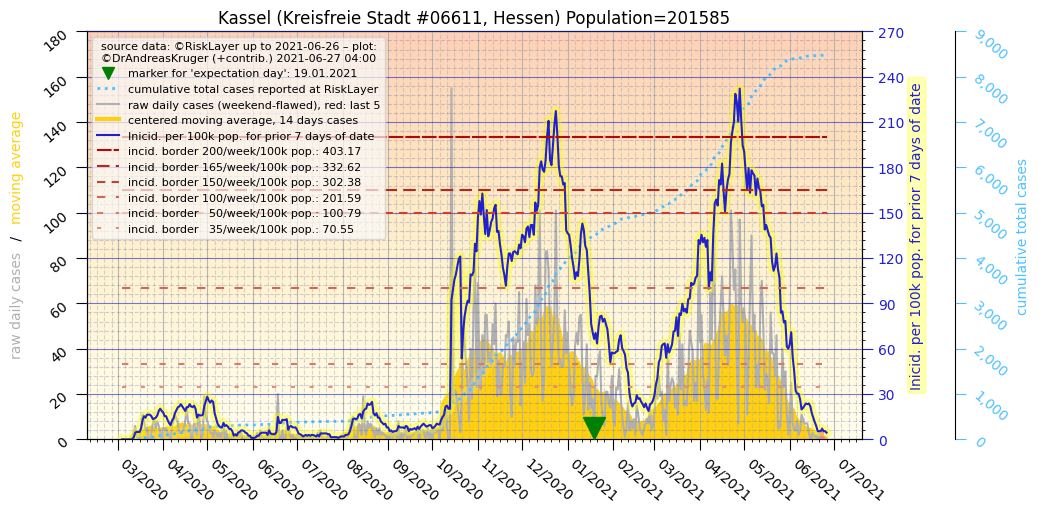 Kassel (Kreisfreie Stadt #06611, Hessen) Population=201585
source data: ©RiskLayer up to 2021-06-26 – plot:
©DrAndreasKruger (+contrib.) 2021-06-27 04:00
marker for 'expectation day': 19.01.2021
cumulative total cases reported at RiskLayer
raw daily cases (weekend-flawed), red: last 5
centered moving average, 14 days cases
Inicid. per 100k pop. for prior 7 days of date
incid. border 200/week/100k pop.: 403.17
incid. border 165/week/100k pop.: 332.62
incid. border 150/week/100k pop.: 302.38
incid. border 100/week/100k pop.: 201.59
incid. border   50/week/100k pop.: 100.79
incid. border   35/week/100k pop.: 70.55
raw daily cases  /   moving average
180
160
140
120
100
80
60
40
20
0
270
240
210
180
150
120
90
60
30
0
Inicid. per 100k pop. for prior 7 days of date
9,000
8,000
7,000
6,000
5,000
4,000
3,000
2,000
1,000
0
cumulative total cases
03/2020
04/2020
05/2020
06/2020
07/2020
08/2020
09/2020
10/2020
11/2020
12/2020
01/2021
02/2021
03/2021
04/2021
05/2021
06/2021
07/2021